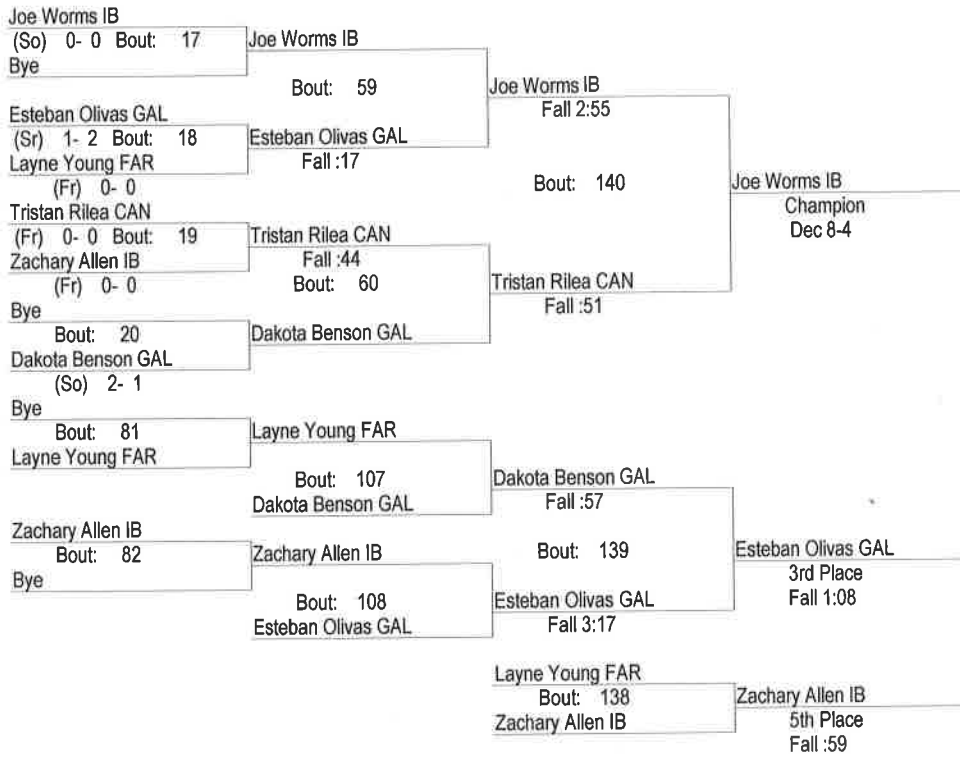 Joe Worms IB
(So) 0- 0 Bout: 17
Bye
Joe Worms IB
Bout: 59
Esteban Olivas GAL
(Sr) 1- 2 Bout: 18
Layne Young FAR
(Fr) 0- 0
Esteban Olivas GAL
Fall :17
Joe Worms IB
Fall 2:55
Tristan Rilea CAN
(Fr) 0- 0 Bout: 19
Zachary Allen IB
(Fr) 0- 0
Tristan Rilea CAN
Fall :44
Bout: 60
Bye
Bout: 20
Dakota Benson GAL
(So) 2- 1
Dakota Benson GAL
Tristan Rilea CAN
Fall :51
Bout: 140
Joe Worms IB
Champion
Dec 8-4
Bye
Bout: 81
Layne Young FAR
Layne Young FAR
Bout: 107
Dakota Benson GAL
Dakota Benson GAL
Fall :57
Zachary Allen IB
Bout: 82
Bye
Zachary Allen IB
Bout: 108
Esteban Olivas GAL
Esteban Olivas GAL
Fall 3:17
Bout: 139
Esteban Olivas GAL
3rd Place
Fall 1:08
Layne Young FAR
Bout: 138
Zachary Allen IB
Zachary Allen IB
5th Place
Fall :59